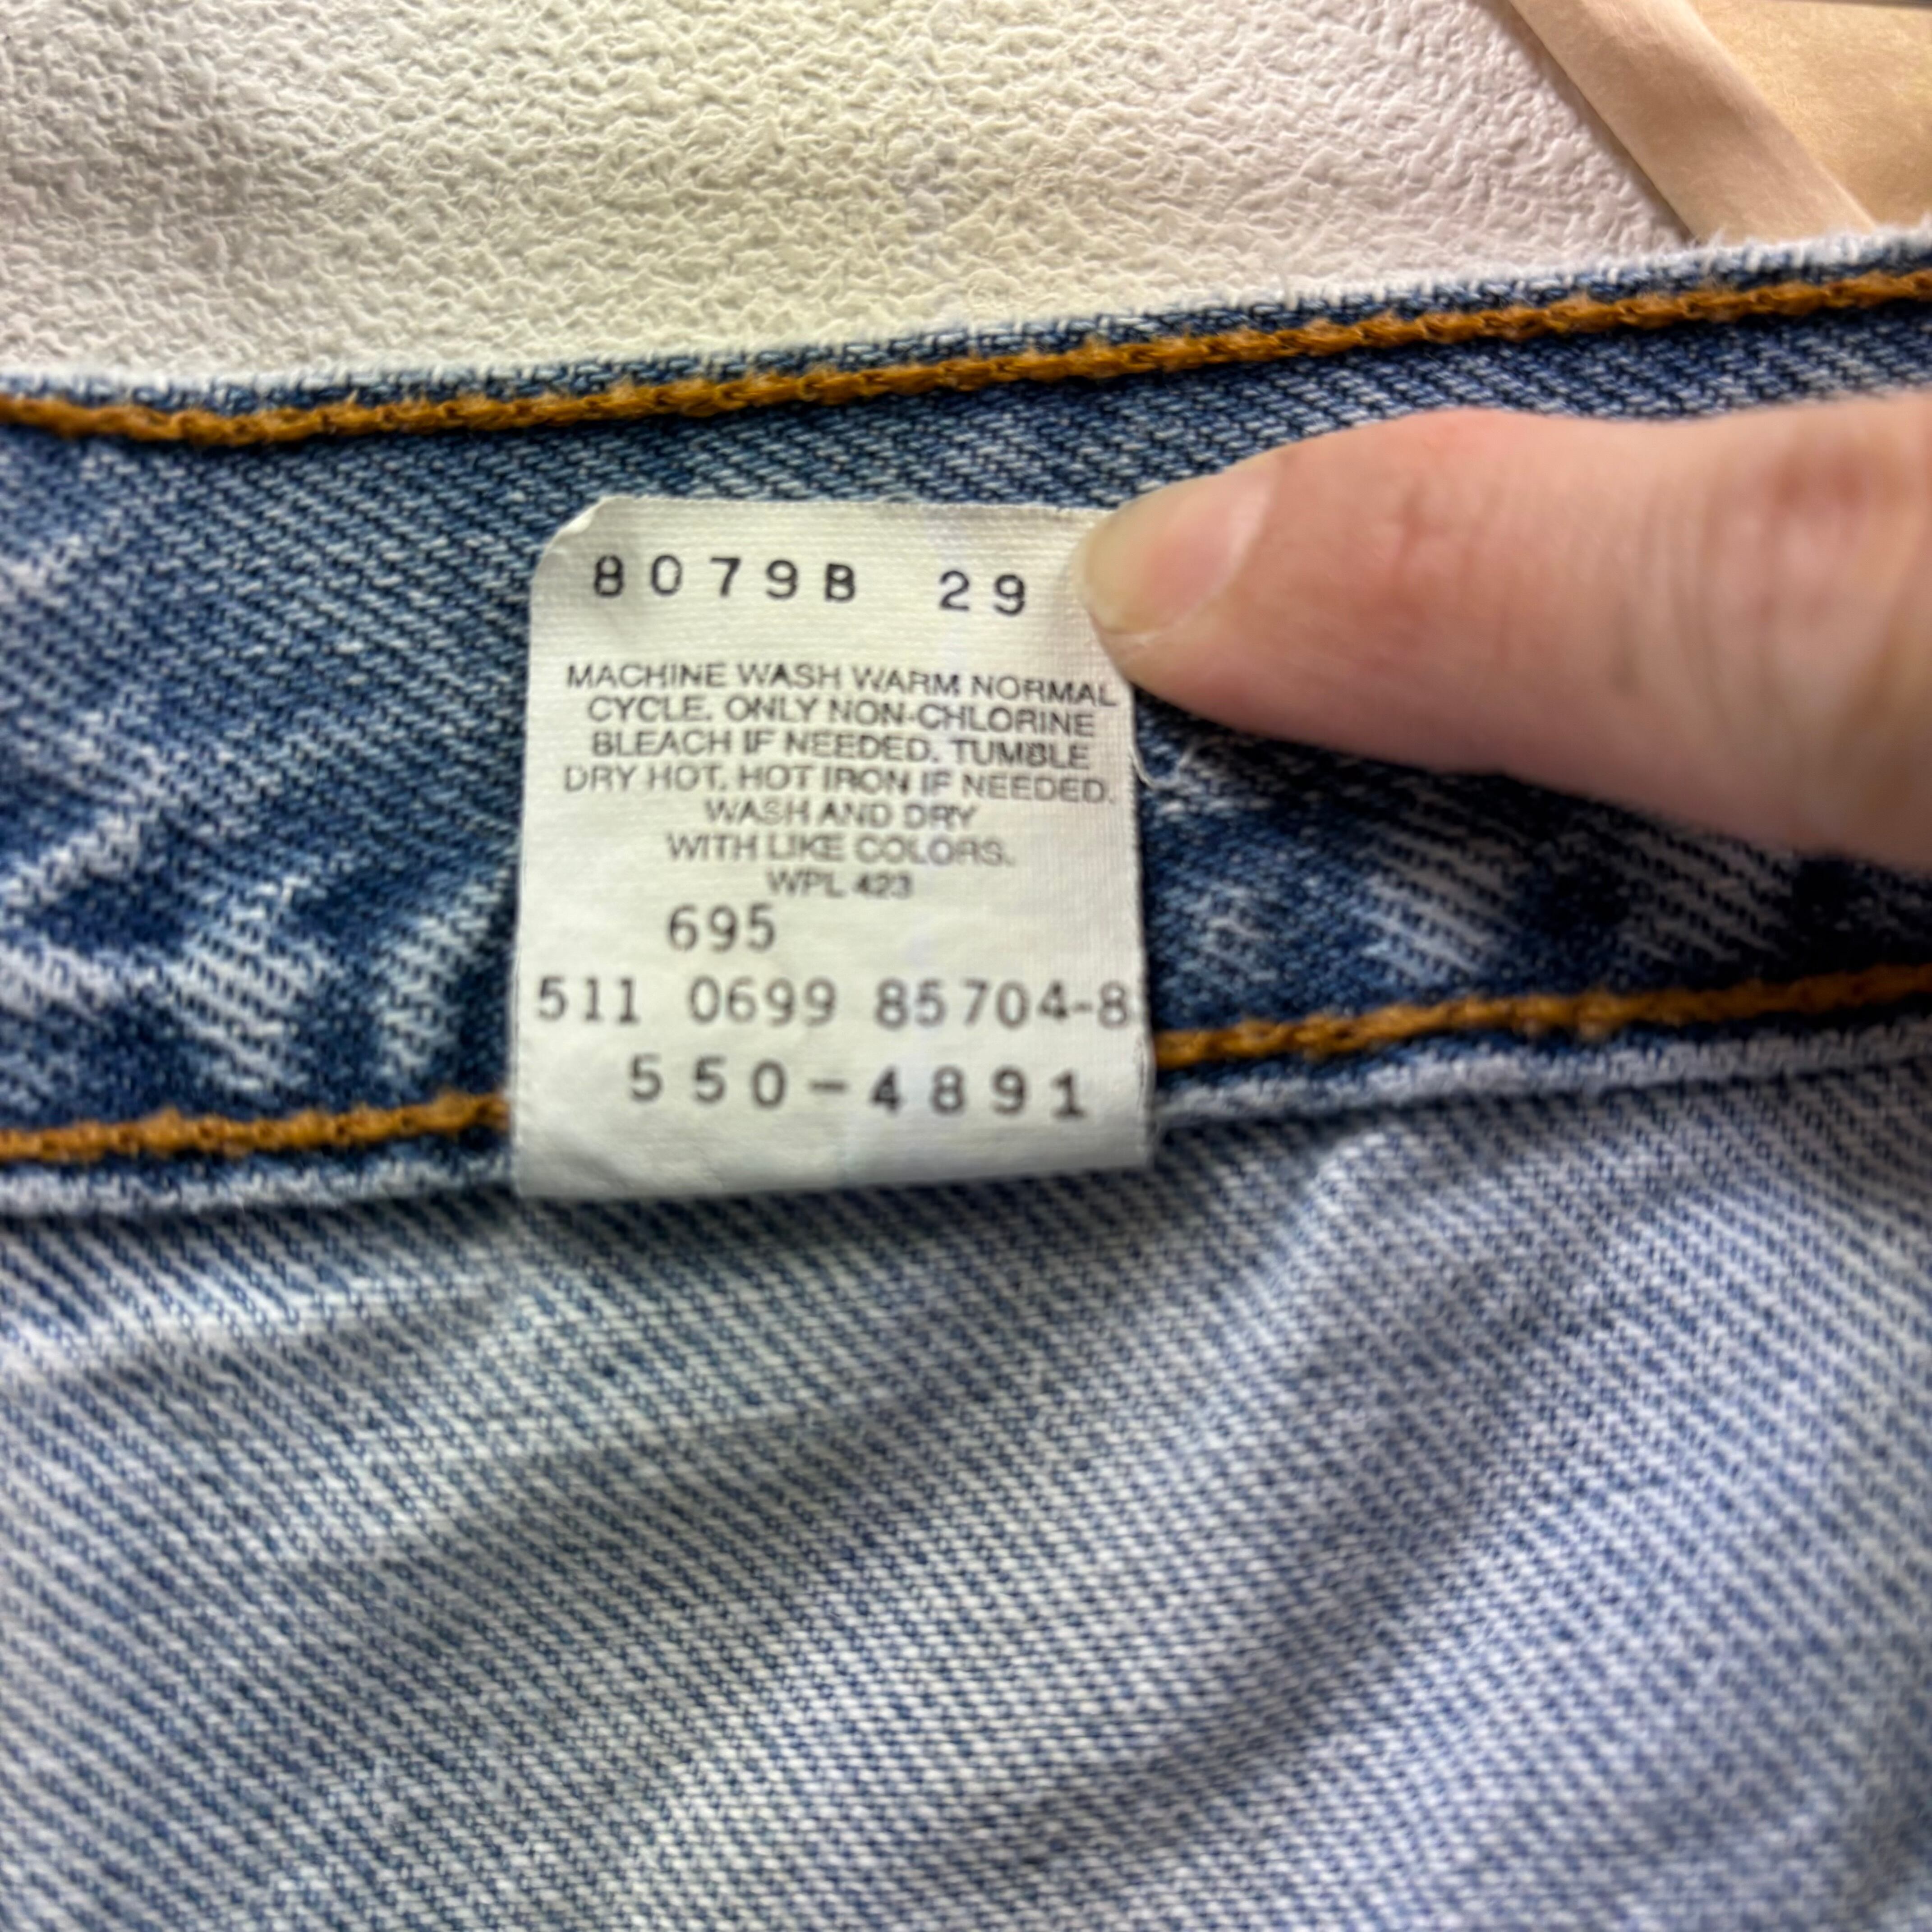 8079B 29
MACHINE WASH WARM NORMAL
CYCLE. ONLY NON-CHLORINE
BLEACH IF NEEDED. TUMBLE
DRY HOT. HOT IRON IF NEEDED.
WASH AND DRY
WITH LIKE COLORS.
WPL 423
695
511 0699 85704-8
550-4891